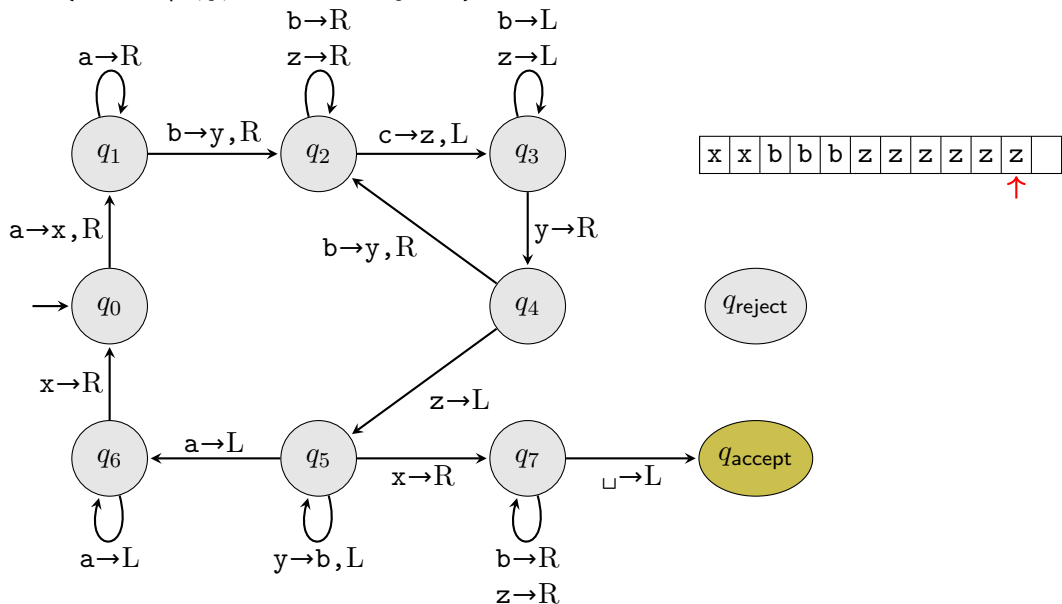 b→R
z→R
b→L
z→L
a→R
q1
b→y,R
q2
c→z,L
q3
x x b b b z z z z z z
a→x,R
b→y,R
y→R
q0
q4
qreject
x→R
z→L
q6
a→L
q5
x→R
q7
␣→L
qaccept
a→L
y→b,L
b→R
z→R